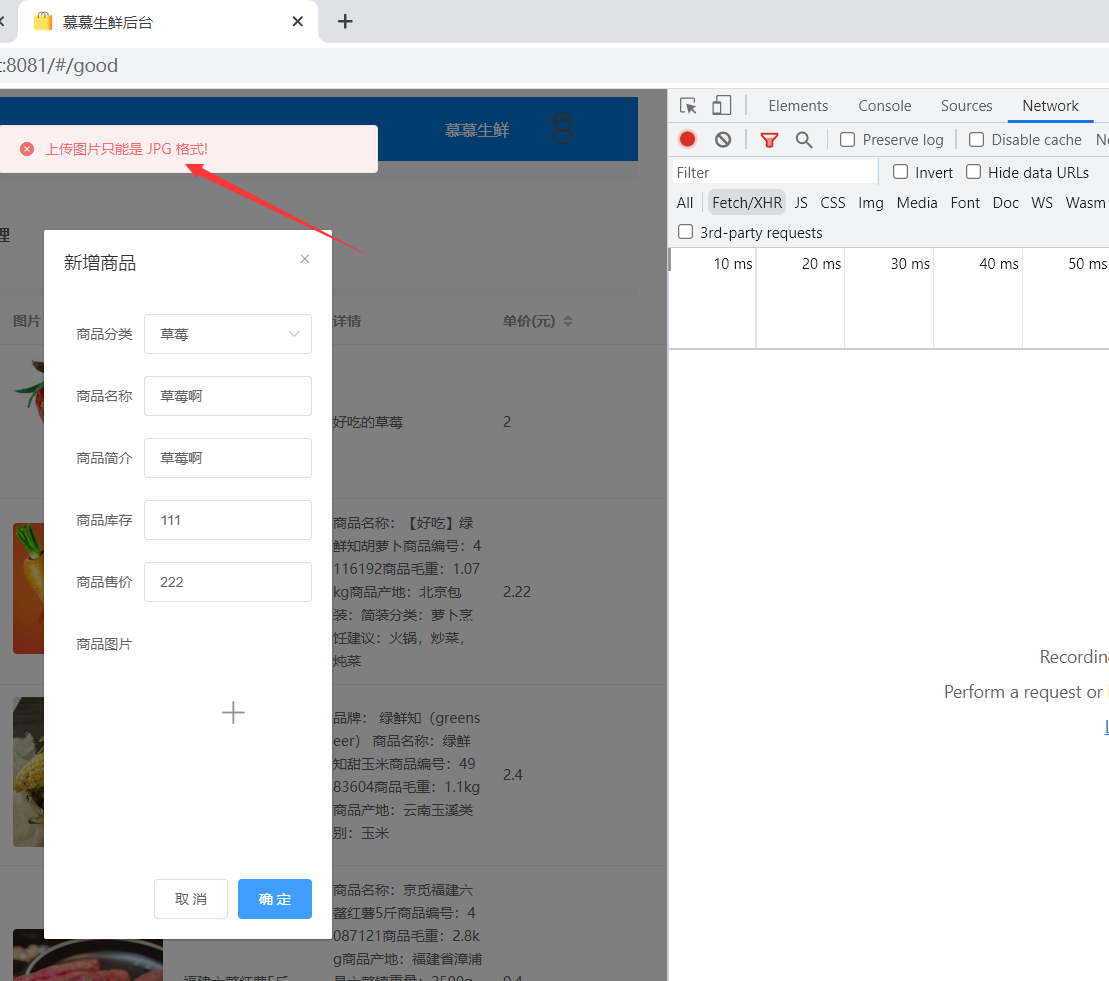 慕慕生鲜后台
:8081/#/good
慕慕生鲜
上传图片只能是 JPG 格式!
理
新增商品
图片
详情
单价(元)
商品分类
草莓
商品名称
草莓啊
商品简介
草莓啊
商品库存
111
商品售价
222
商品图片
取 消
确 定
好吃的草莓
2
商品名称：【好吃】绿
鲜知胡萝卜商品编号：4
116192商品毛重：1.07
kg商品产地：北京包
装：简装分类：萝卜烹
饪建议：火锅，炒菜，
炖菜
2.22
品牌： 绿鲜知（greens
eer） 商品名称：绿鲜
知甜玉米商品编号：49
83604商品毛重：1.1kg
商品产地：云南玉溪类
别：玉米
2.4
商品名称：京觅福建六
鳌红薯5斤商品编号：4
087121商品毛重：2.8k
g商品产地：福建省漳浦
县六鳌镇重量：2500g
福建六鳌红薯5斤
0.4
Elements
Console
Sources
Network
Preserve log
Disable cache
No
Filter
Invert
Hide data URLs
All
Fetch/XHR
JS
CSS
Img
Media
Font
Doc
WS
Wasm
3rd-party requests
10 ms
20 ms
30 ms
40 ms
50 ms
Recording
Perform a request or